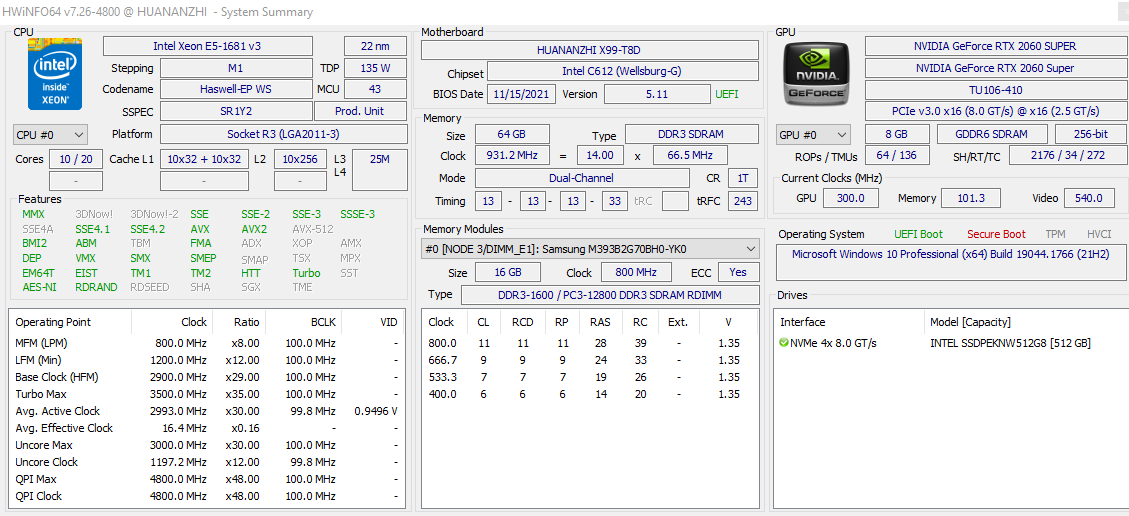 HWiNFO64 v7.26-4800 @ HUANANZHI - System Summary
CPU
intel inside XEON®
Intel Xeon E5-1681 v3 22 nm
Stepping M1 TDP 135 W
Codename Haswell-EP WS MCU 43
SSPEC SR1Y2 Prod. Unit
CPU #0 Platform Socket R3 (LGA2011-3)
Cores 10 / 20 Cache L1 10x32 + 10x32 L2 10x256 L3 25M
- - - L4
Features
MMX 3DNow! 3DNow!-2 SSE SSE-2 SSE-3 SSSE-3
SSE4A SSE4.1 SSE4.2 AVX AVX2 AVX-512
BMI2 ABM TBM FMA ADX XOP AMX
DEP VMX SMX SMEP SMAP TSX MPX
EM64T EIST TM1 TM2 HTT Turbo SST
AES-NI RDRAND RDSEED SHA SGX TME
Operating Point Clock Ratio BCLK VID
MFM (LPM) 800.0 MHz x8.00 100.0 MHz -
LFM (Min) 1200.0 MHz x12.00 100.0 MHz -
Base Clock (HFM) 2900.0 MHz x29.00 100.0 MHz -
Turbo Max 3500.0 MHz x35.00 100.0 MHz -
Avg. Active Clock 2993.0 MHz x30.00 99.8 MHz 0.9496 V
Avg. Effective Clock 16.4 MHz x0.16 - -
Uncore Max 3000.0 MHz x30.00 100.0 MHz -
Uncore Clock 1197.2 MHz x12.00 99.8 MHz -
QPI Max 4800.0 MHz x48.00 100.0 MHz -
QPI Clock 4800.0 MHz x48.00 100.0 MHz -
Motherboard
HUANANZHI X99-T8D
Chipset Intel C612 (Wellsburg-G)
BIOS Date 11/15/2021 Version 5.11 UEFI
Memory
Size 64 GB Type DDR3 SDRAM
Clock 931.2 MHz = 14.00 x 66.5 MHz
Mode Dual-Channel CR 1T
Timing 13 - 13 - 13 - 33 tRC tRFC 243
Memory Modules
#0 [NODE 3/DIMM_E1]: Samsung M393B2G70BH0-YK0
Size 16 GB Clock 800 MHz ECC Yes
Type DDR3-1600 / PC3-12800 DDR3 SDRAM RDIMM
Clock CL RCD RP RAS RC Ext. V
800.0 11 11 11 28 39 - 1.35
666.7 9 9 9 24 33 - 1.35
533.3 7 7 7 19 26 - 1.35
400.0 6 6 6 14 20 - 1.35
GPU
NVIDIA GEFORCE
NVIDIA GeForce RTX 2060 SUPER
NVIDIA GeForce RTX 2060 Super
TU106-410
PCIe v3.0 x16 (8.0 GT/s) @ x16 (2.5 GT/s)
GPU #0 8 GB GDDR6 SDRAM 256-bit
ROPs / TMUs 64 / 136 SH/RT/TC 2176 / 34 / 272
Current Clocks (MHz)
GPU 300.0 Memory 101.3 Video 540.0
Operating System UEFI Boot Secure Boot TPM HVCI
Microsoft Windows 10 Professional (x64) Build 19044.1766 (21H2)
Drives
Interface Model [Capacity]
NVMe 4x 8.0 GT/s INTEL SSDPEKNW512G8 [512 GB]